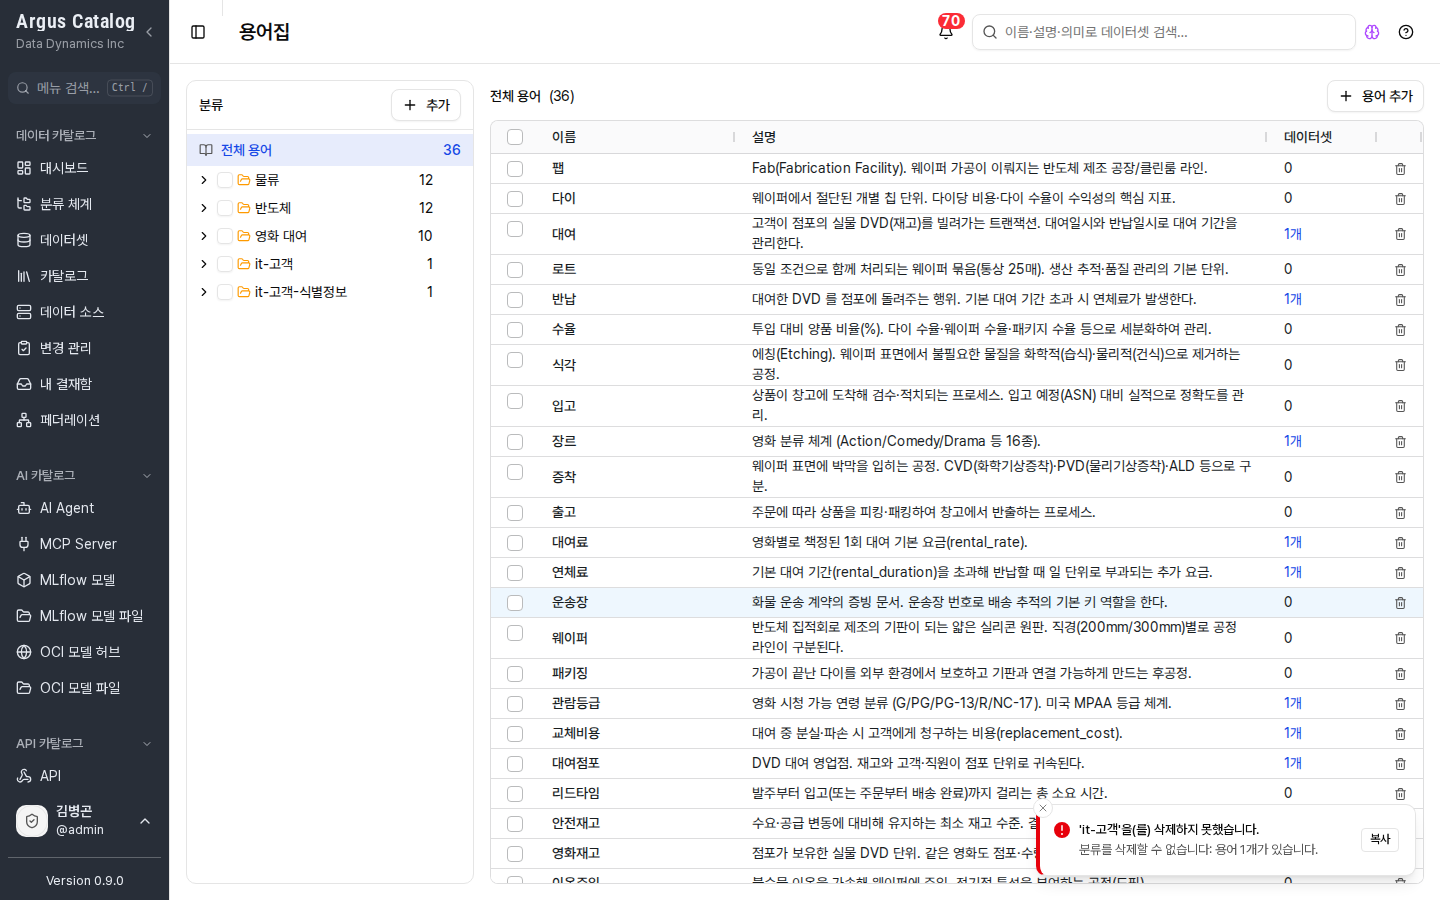 Argus Catalog
Data Dynamics Inc
메뉴 검색... Ctrl /
데이터 카탈로그
대시보드
분류 체계
데이터셋
카탈로그
데이터 소스
변경 관리
내 결재함
페더레이션
AI 카탈로그
AI Agent
MCP Server
MLflow 모델
MLflow 모델 파일
OCI 모델 허브
OCI 모델 파일
API 카탈로그
API
김병곤
@admin
Version 0.9.0
용어집
70
이름·설명·의미로 데이터셋 검색...
분류
추가
전체 용어 36
물류 12
반도체 12
영화 대여 10
it-고객 1
it-고객-식별정보 1
전체 용어 (36)
용어 추가
이름 설명 데이터셋
팹 Fab(Fabrication Facility). 웨이퍼 가공이 이뤄지는 반도체 제조 공장/클린룸 라인. 0
다이 웨이퍼에서 절단된 개별 칩 단위. 다이당 비용·다이 수율이 수익성의 핵심 지표. 0
대여 고객이 점포의 실물 DVD(재고)를 빌려가는 트랜잭션. 대여일시와 반납일시로 대여 기간을
관리한다. 1개
로트 동일 조건으로 함께 처리되는 웨이퍼 묶음(통상 25매). 생산 추적·품질 관리의 기본 단위. 0
반납 대여한 DVD 를 점포에 돌려주는 행위. 기본 대여 기간 초과 시 연체료가 발생한다. 1개
수율 투입 대비 양품 비율(%). 다이 수율·웨이퍼 수율·패키지 수율 등으로 세분화하여 관리. 0
식각 에칭(Etching). 웨이퍼 표면에서 불필요한 물질을 화학적(습식)·물리적(건식)으로 제거하는
공정. 0
입고 상품이 창고에 도착해 검수·적치되는 프로세스. 입고 예정(ASN) 대비 실적으로 정확도를 관
리. 0
장르 영화 분류 체계 (Action/Comedy/Drama 등 16종). 1개
증착 웨이퍼 표면에 박막을 입히는 공정. CVD(화학기상증착)·PVD(물리기상증착)·ALD 등으로 구
분. 0
출고 주문에 따라 상품을 피킹·패킹하여 창고에서 반출하는 프로세스. 0
대여료 영화별로 책정된 1회 대여 기본 요금(rental_rate). 1개
연체료 기본 대여 기간(rental_duration)을 초과해 반납할 때 일 단위로 부과되는 추가 요금. 1개
운송장 화물 운송 계약의 증빙 문서. 운송장 번호로 배송 추적의 기본 키 역할을 한다. 0
웨이퍼 반도체 집적회로 제조의 기판이 되는 얇은 실리콘 원판. 직경(200mm/300mm)별로 공정
라인이 구분된다. 0
패키징 가공이 끝난 다이를 외부 환경에서 보호하고 기판과 연결 가능하게 만드는 후공정. 0
관람등급 영화 시청 가능 연령 분류 (G/PG/PG-13/R/NC-17). 미국 MPAA 등급 체계. 1개
교체비용 대여 중 분실·파손 시 고객에게 청구하는 비용(replacement_cost). 1개
대여점포 DVD 대여 영업점. 재고와 고객·직원이 점포 단위로 귀속된다. 1개
리드타임 발주부터 입고(또는 주문부터 배송 완료)까지 걸리는 총 소요 시간. 0
안전재고 수요·공급 변동에 대비해 유지하는 최소 재고 수준.
영화재고 점포가 보유한 실물 DVD 단위. 같은 영화도
'it-고객'을(를) 삭제하지 못했습니다.
분류를 삭제할 수 없습니다: 용어 1개가 있습니다.
복사